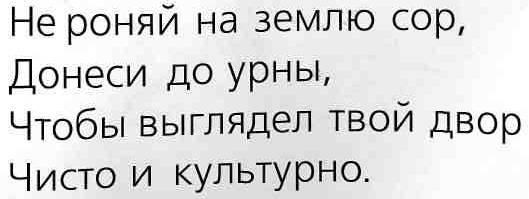 Не роняй на землю сор,
Донеси до урны,
Чтобы выглядел твой двор
Чисто и культурно.